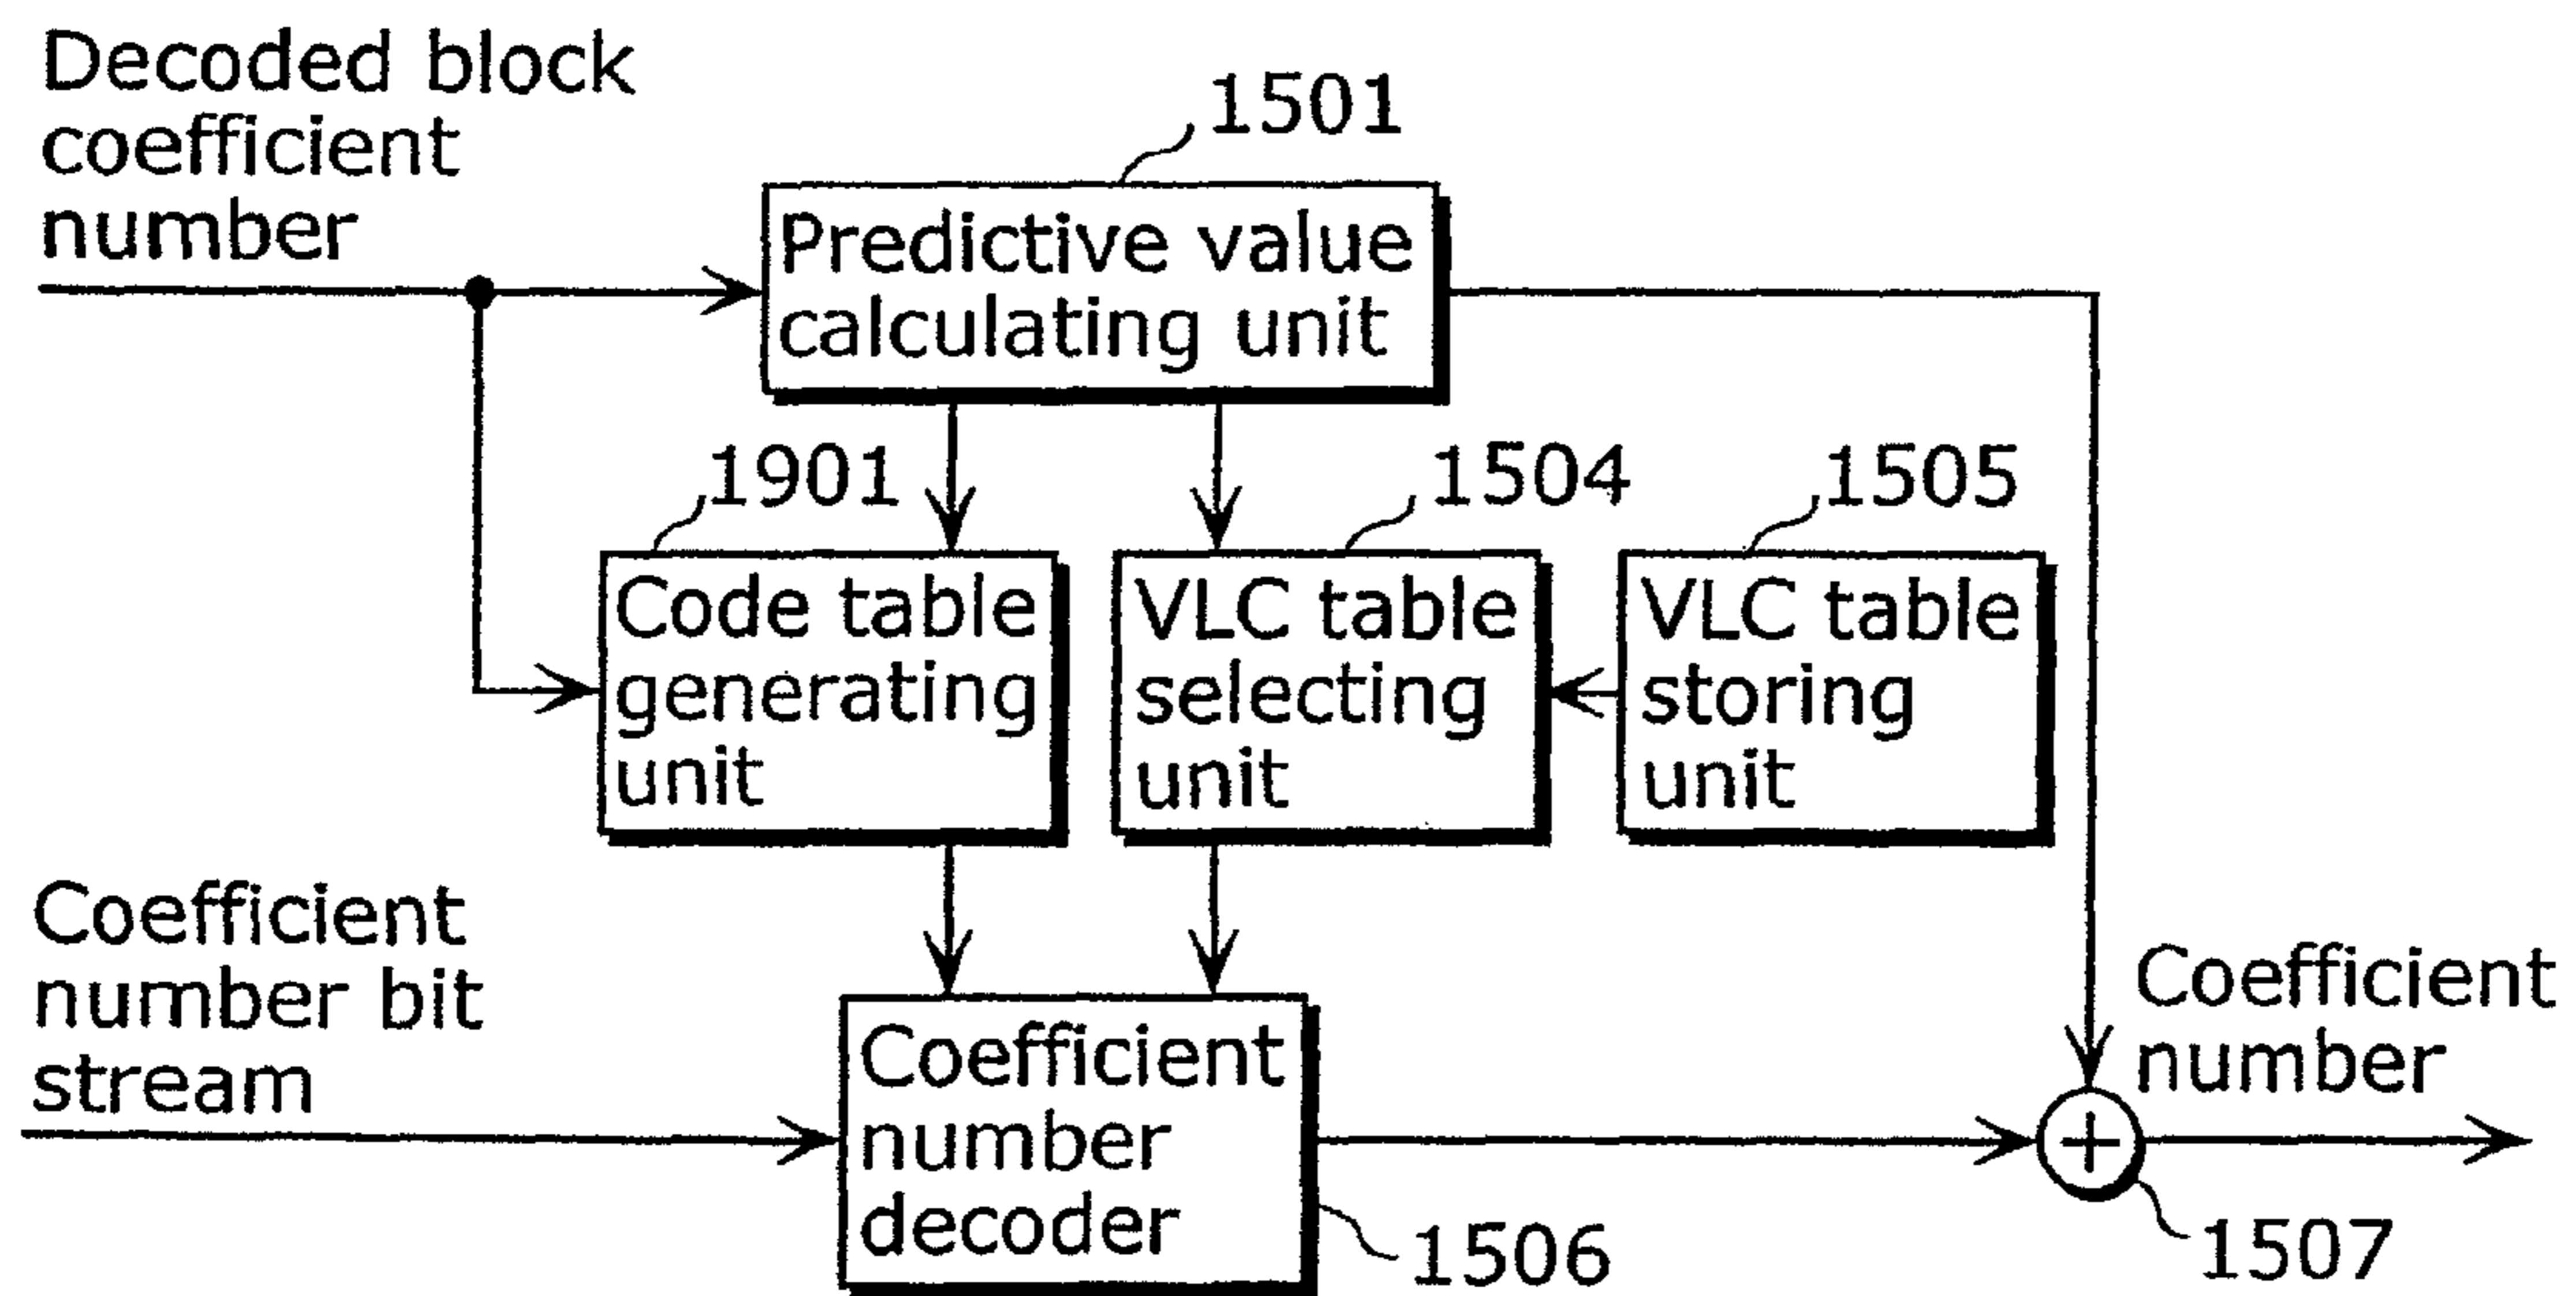 Decoded block
coefficient
number
1501
Predictive value
calculating unit
1901
1504
1505
Code table
generating
unit
VLC table
selecting
unit
VLC table
storing
unit
Coefficient
number bit
stream
Coefficient
number
decoder
1506
Coefficient
number
+
1507